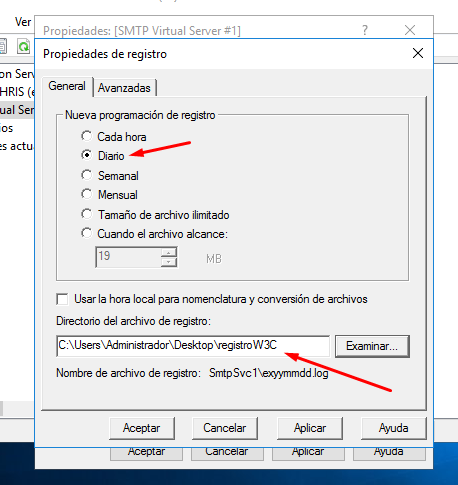 Ver
Propiedades: [SMTP Virtual Server #1]
Propiedades de registro
General
Avanzadas
on Serv
HRIS (e
ual Ser
ios
es actu
Nueva programación de registro
Cada hora
Diario
Semanal
Mensual
Tamaño de archivo ilimitado
Cuando el archivo alcance:
19 MB
Usar la hora local para nomenclatura y conversión de archivos
Directorio del archivo de registro:
C:\Users\Administrador\Desktop\registroW3C
Examinar...
Nombre de archivo de registro: SmtpSvc1\exyymmdd.log
Aceptar Cancelar Aplicar Ayuda
Aceptar Cancelar Aplicar Ayuda